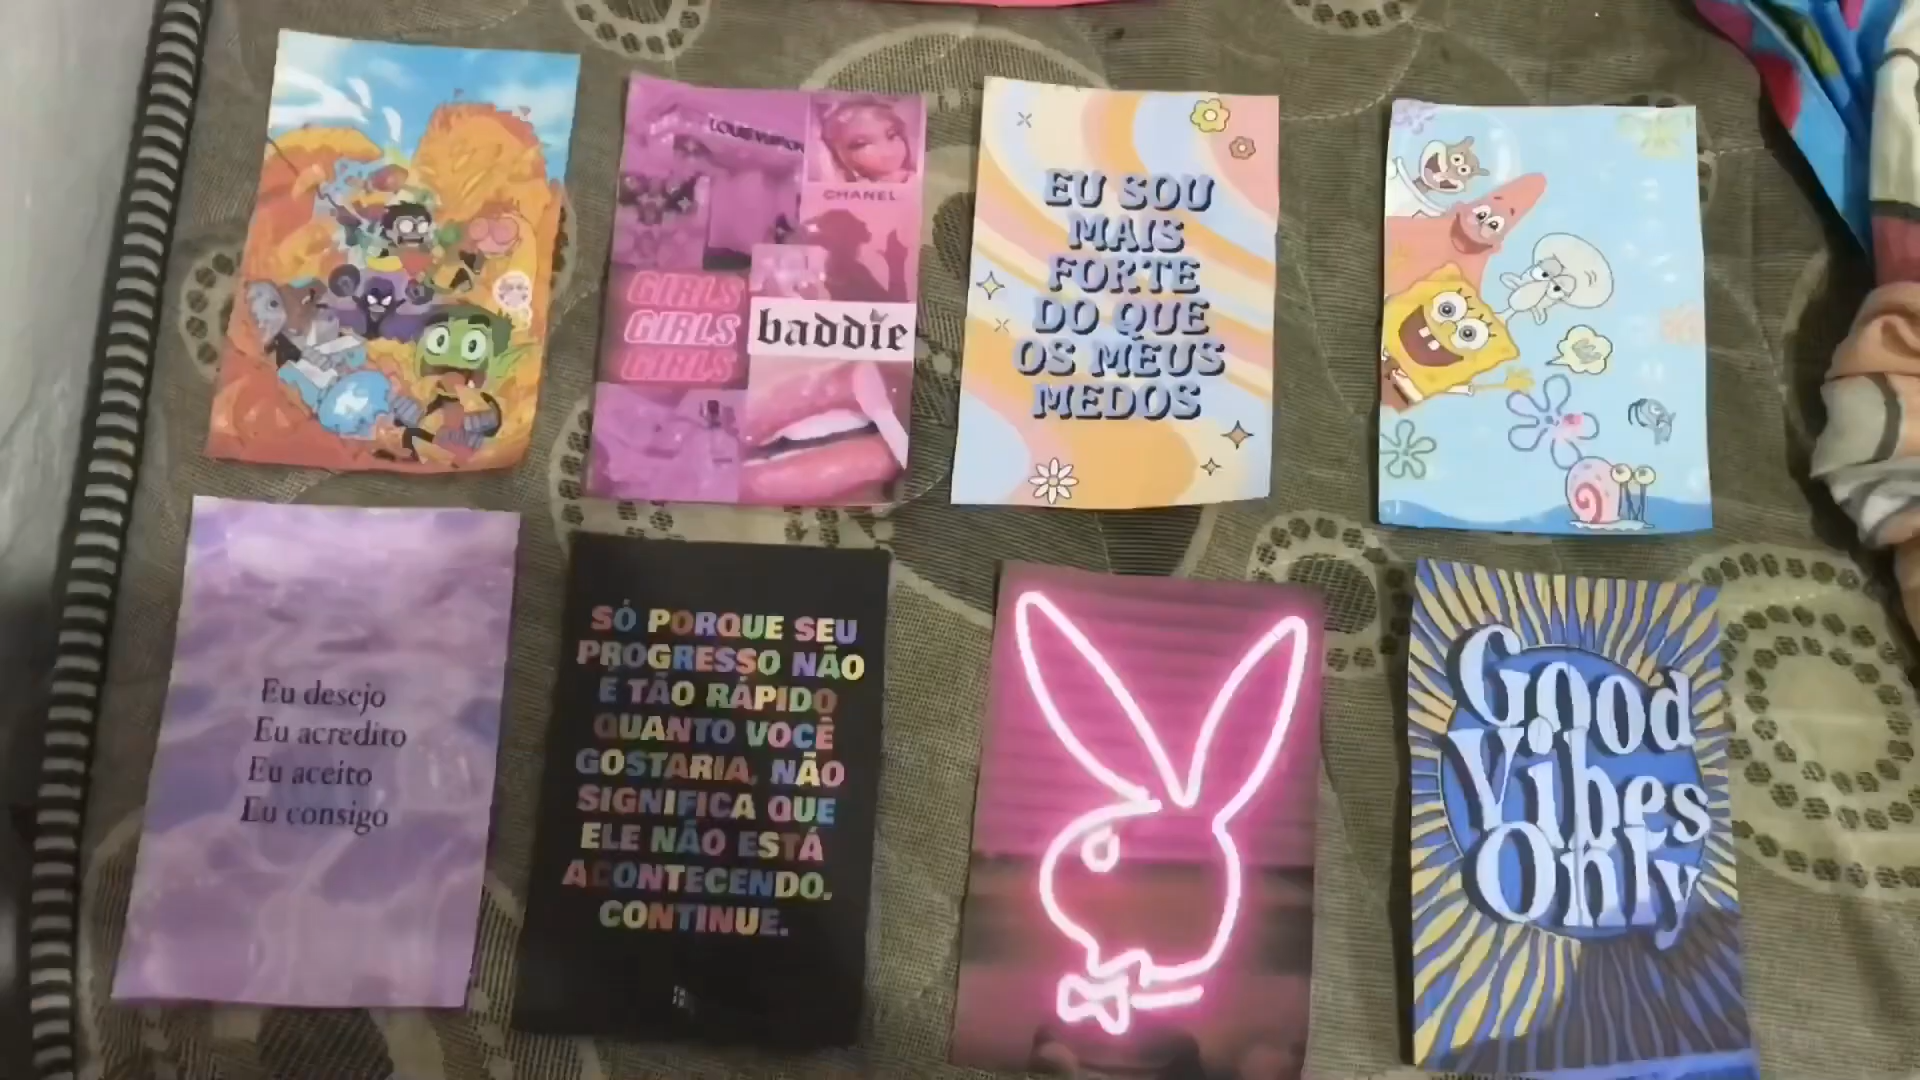 LOUIS VUITTON
CHANEL
GIRLS
GIRLS
GIRLS
baddie
EU SOU
MAIS
FORTE
DO QUE
OS MEUS
MEDOS
Eu desejo
Eu acredito
Eu aceito
Eu consigo
SÓ PORQUE SEU
PROGRESSO NÃO
É TÃO RÁPIDO
QUANTO VOCÊ
GOSTARIA, NÃO
SIGNIFICA QUE
ELE NÃO ESTÁ
ACONTECENDO.
CONTINUE.
Good
Vibes
Only